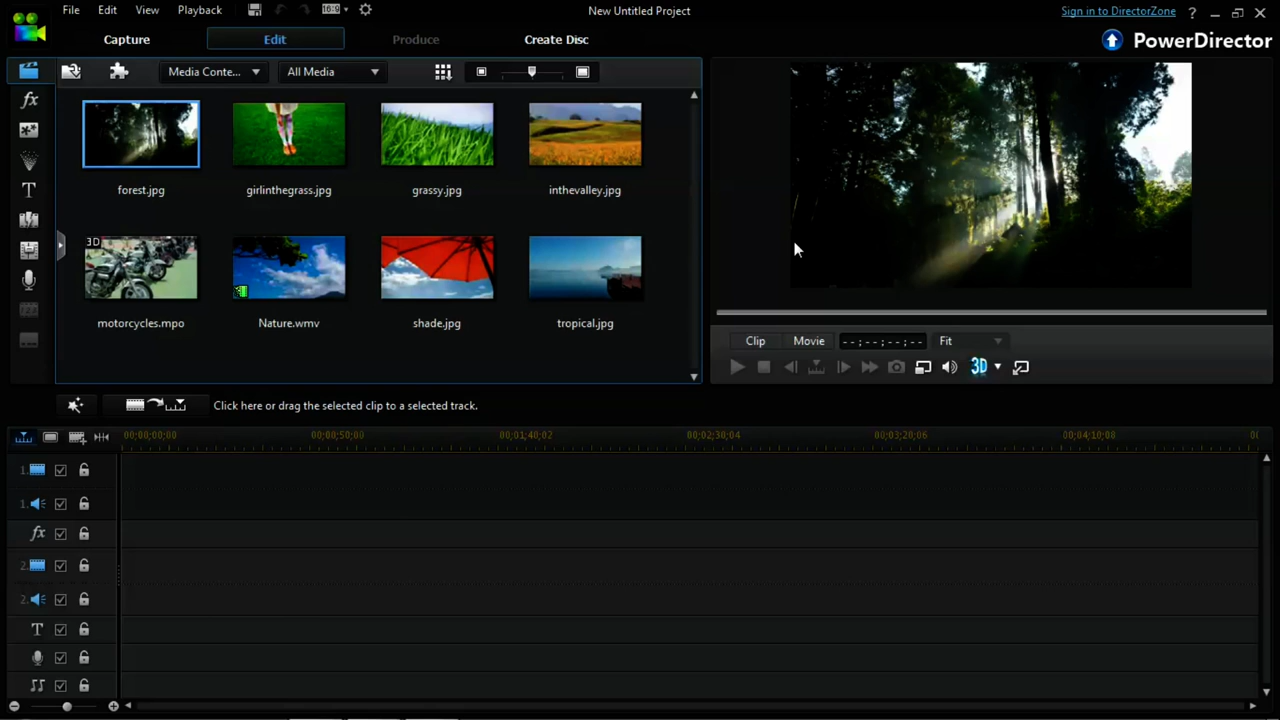 File Edit View Playback 16:9 New Untitled Project Sign in to DirectorZone ?
Capture Edit Produce Create Disc PowerDirector
Media Conte... All Media
fx
T
forest.jpg girlinthegrass.jpg grassy.jpg inthevalley.jpg
3D
motorcycles.mpo Nature.wmv shade.jpg tropical.jpg
Clip Movie --;--;--;-- Fit
3D
Click here or drag the selected clip to a selected track.
00;00;00;00 00;00;50;00 00;01;40;02 00;02;30;04 00;03;20;06 00;04;10;08 00
1.
1.
fx
2.
2.
T